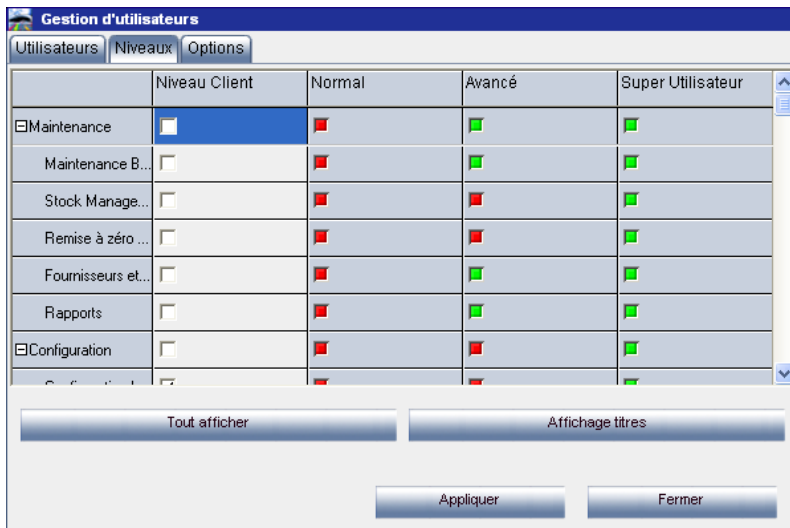 Gestion d'utilisateurs
Utilisateurs Niveaux Options
Niveau Client Normal Avancé Super Utilisateur
Maintenance
Maintenance B...
Stock Manage...
Remise à zéro ...
Fournisseurs et...
Rapports
Configuration
Tout afficher Affichage titres
Appliquer Fermer